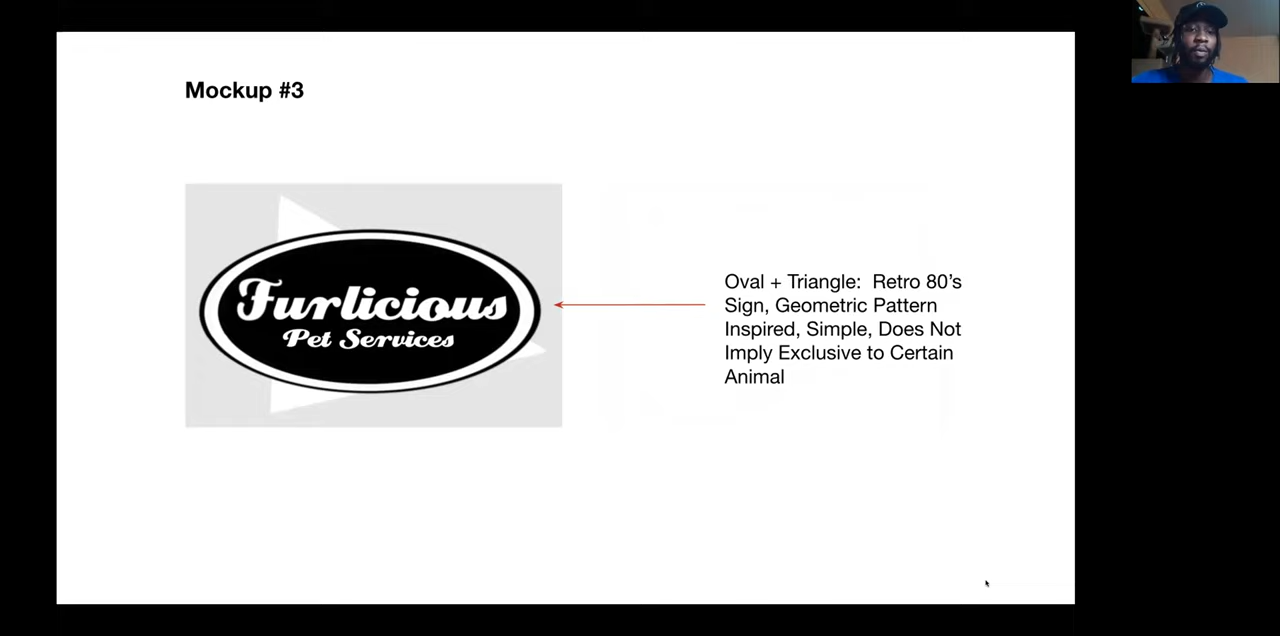 Mockup #3
Furlicious
Pet Services
Oval + Triangle:  Retro 80’s
Sign, Geometric Pattern
Inspired, Simple, Does Not
Imply Exclusive to Certain
Animal